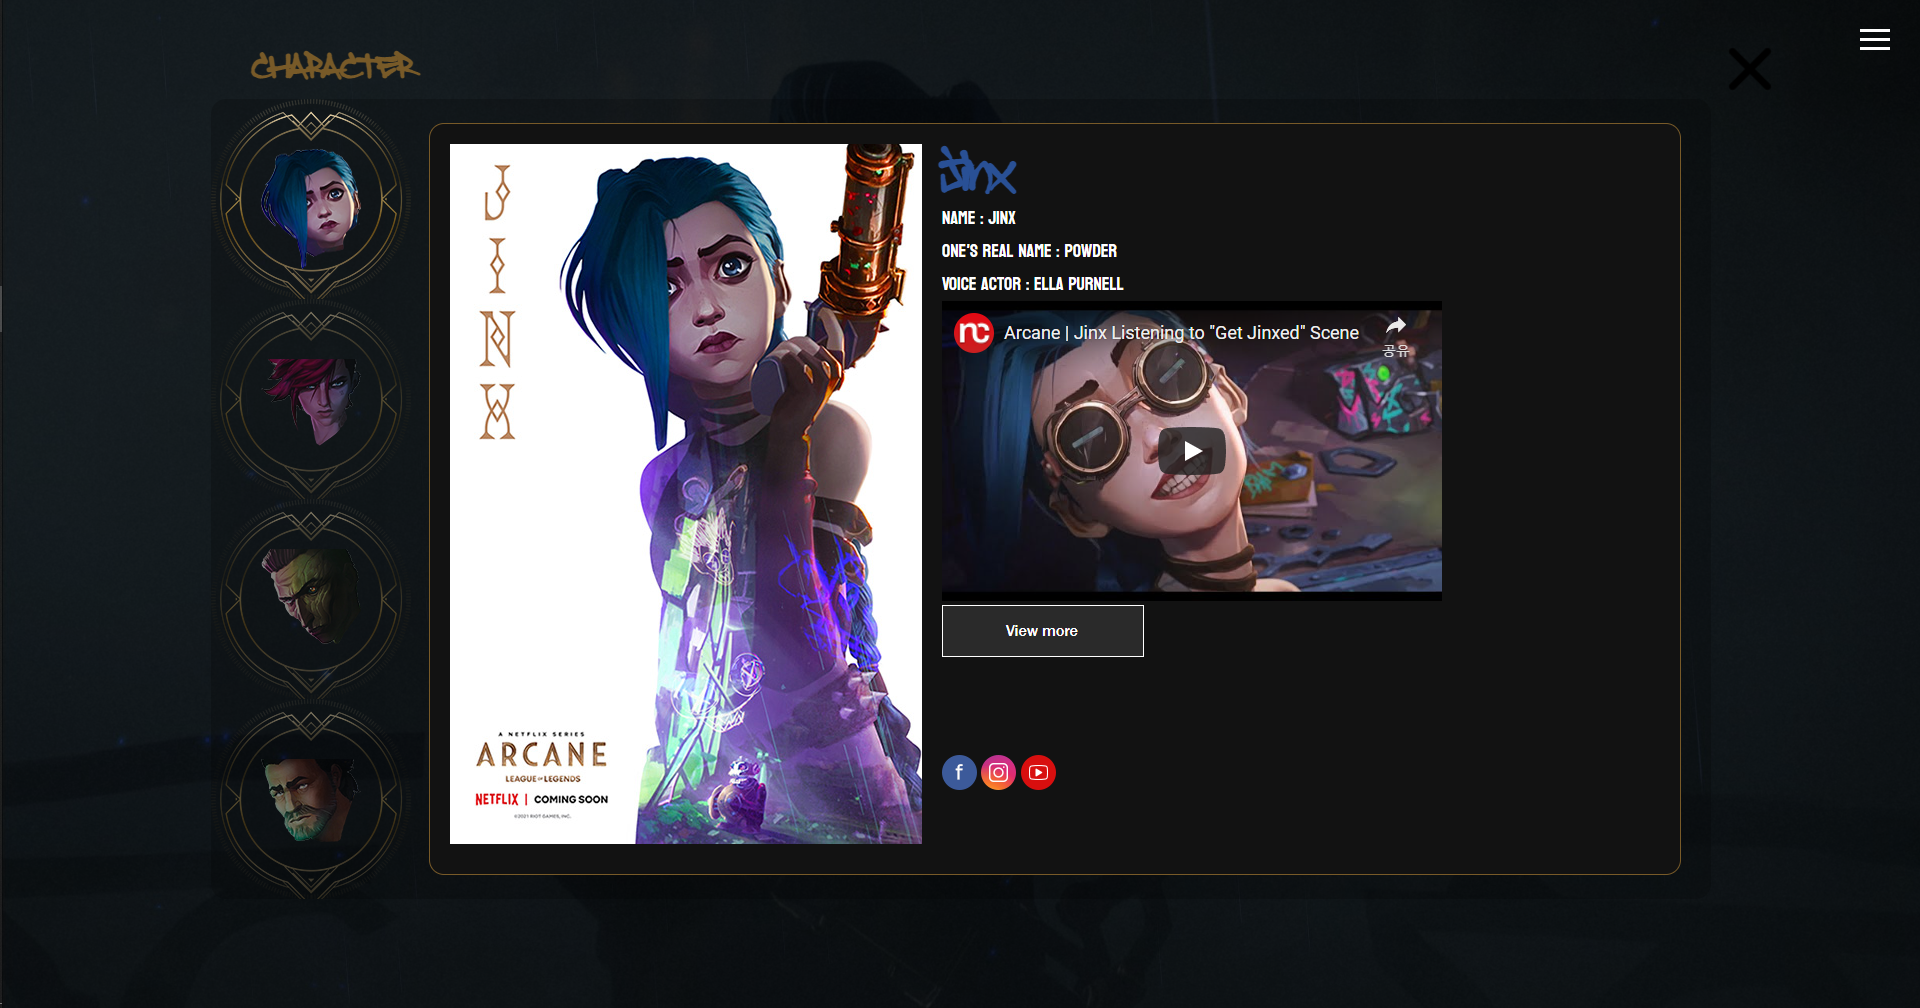 CHARACTER
JINX
Jinx
NAME : JINX
ONE'S REAL NAME : POWDER
VOICE ACTOR : ELLA PURNELL
nc
Arcane | Jinx Listening to "Get Jinxed" Scene
공유
View more
A NETFLIX SERIES
ARCANE
LEAGUE OF LEGENDS
NETFLIX | COMING SOON
©2021 RIOT GAMES, INC.
f